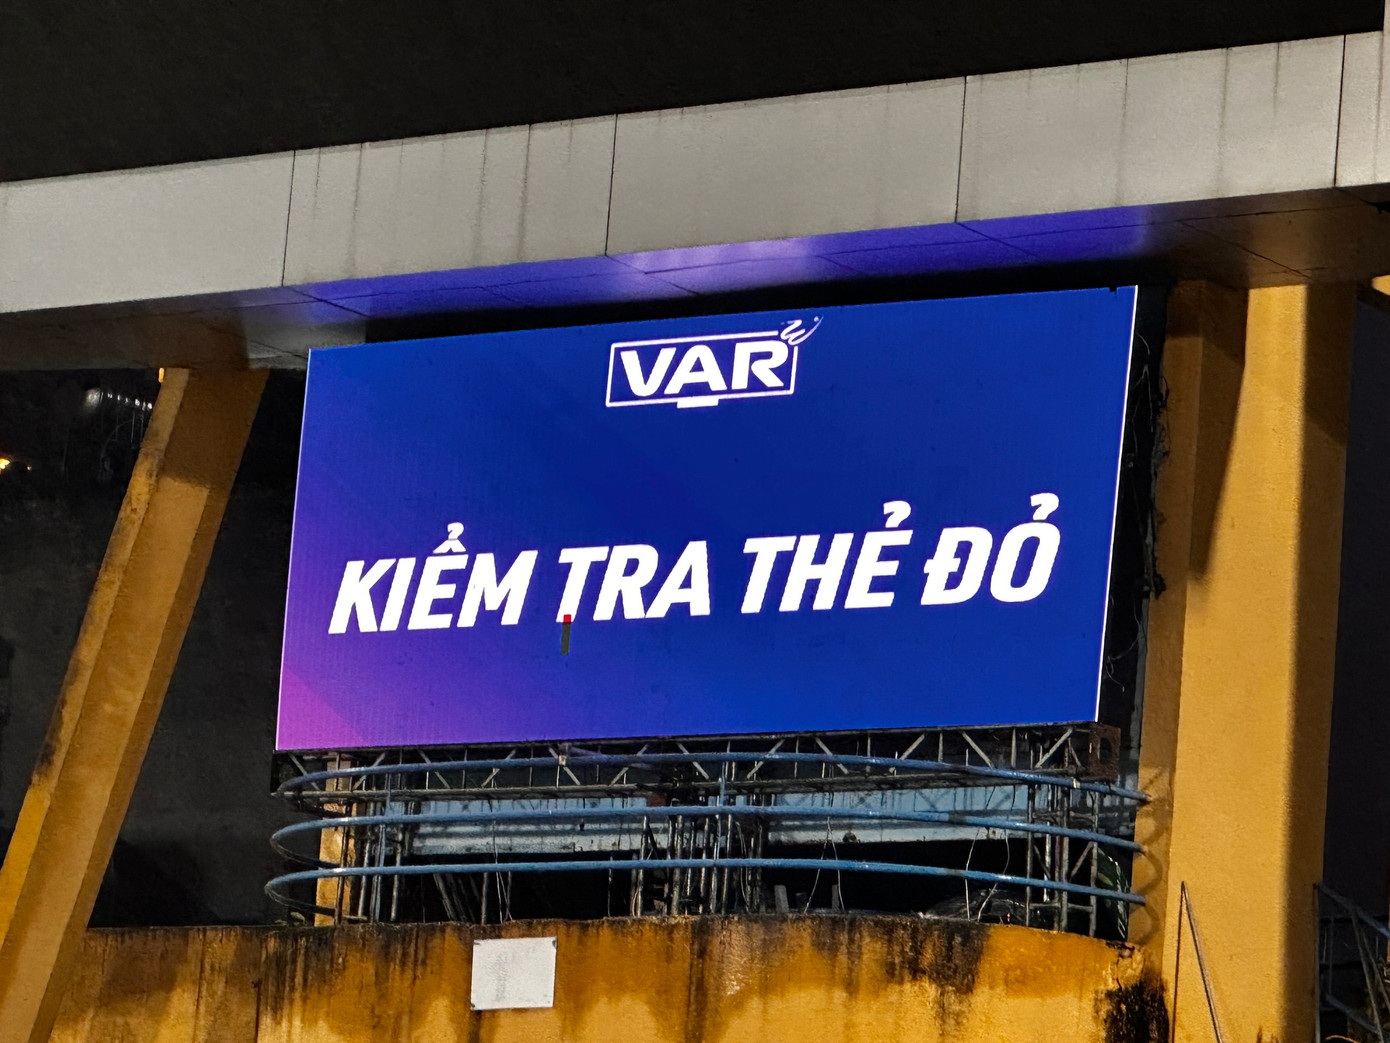 VAR
KIỂM TRA THẺ ĐỎ